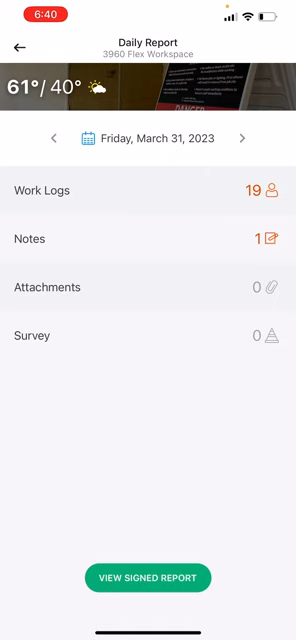 6:40
Daily Report
3960 Flex Workspace
61°/ 40°
DANGER
Friday, March 31, 2023
Work Logs 19
Notes 1
Attachments 0
Survey 0
VIEW SIGNED REPORT